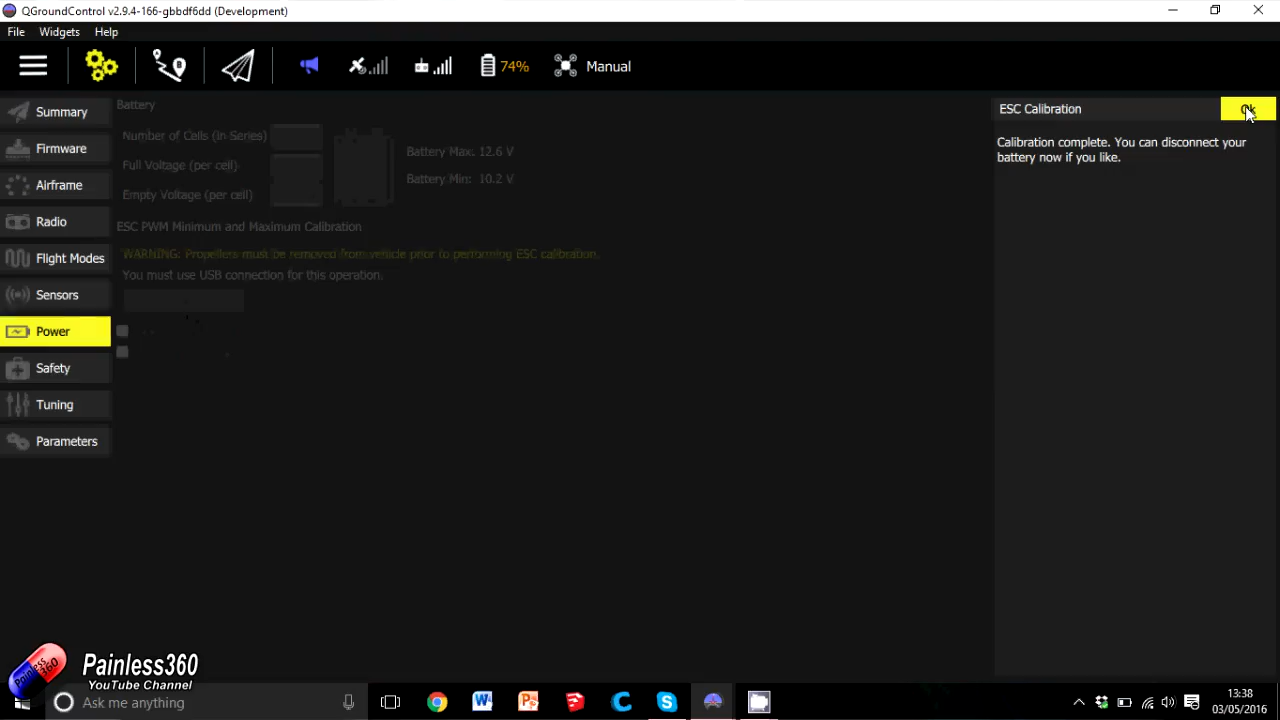 QGroundControl v2.9.4-166-gbbdf6dd (Development)
File Widgets Help
74% Manual
Summary
Firmware
Airframe
Radio
Flight Modes
Sensors
Power
Safety
Tuning
Parameters
Battery
Number of Cells (in Series)
Full Voltage (per cell)
Empty Voltage (per cell)
Battery Max: 12.6 V
Battery Min: 10.2 V
ESC PWM Minimum and Maximum Calibration
WARNING: Propellers must be removed from vehicle prior to performing ESC calibration.
You must use USB connection for this operation.
ESC Calibration
Ok
Calibration complete. You can disconnect your
battery now if you like.
Painless360
YouTube Channel
Ask me anything
13:38
03/05/2016